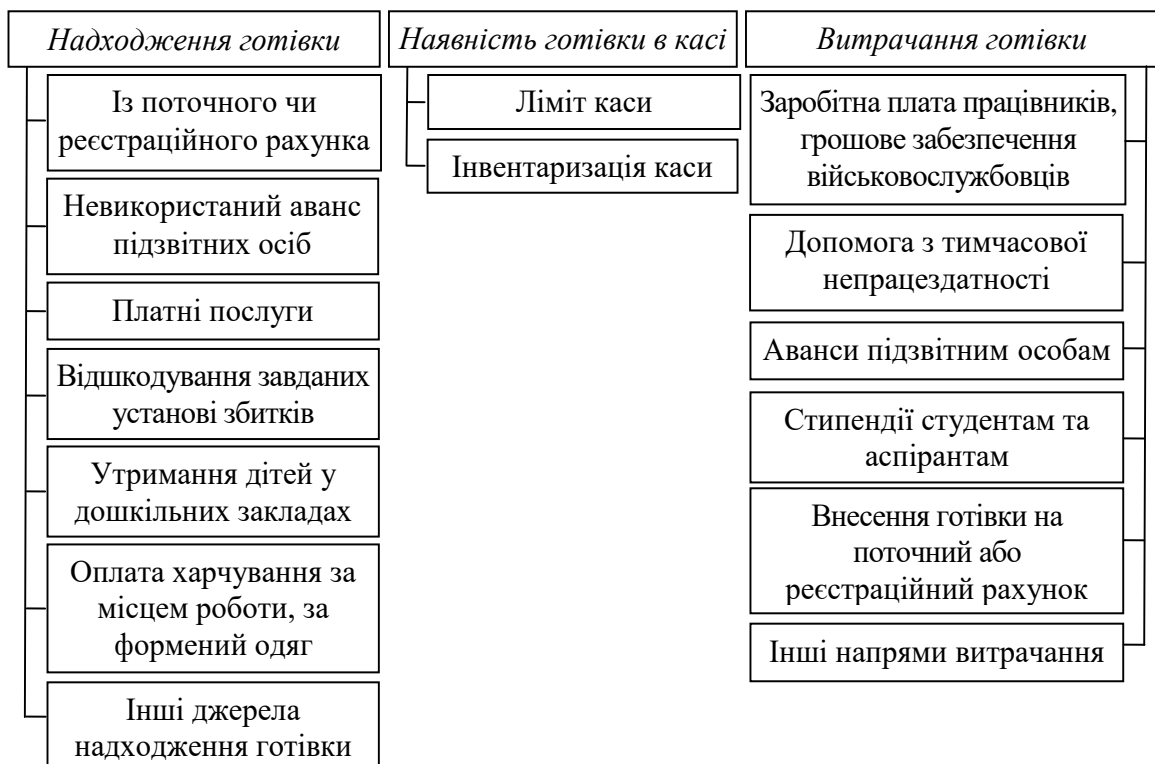 Надходження готівки
Із поточного чи
реєстраційного рахунка
Невикористаний аванс
підзвітних осіб
Платні послуги
Відшкодування завданих
установі збитків
Утримання дітей у
дошкільних закладах
Оплата харчування за
місцем роботи, за
формений одяг
Інші джерела
надходження готівки
Наявність готівки в касі
Ліміт каси
Інвентаризація каси
Витрачання готівки
Заробітна плата працівників,
грошове забезпечення
військовослужбовців
Допомога з тимчасової
непрацездатності
Аванси підзвітним особам
Стипендії студентам та
аспірантам
Внесення готівки на
поточний або
реєстраційний рахунок
Інші напрями витрачання